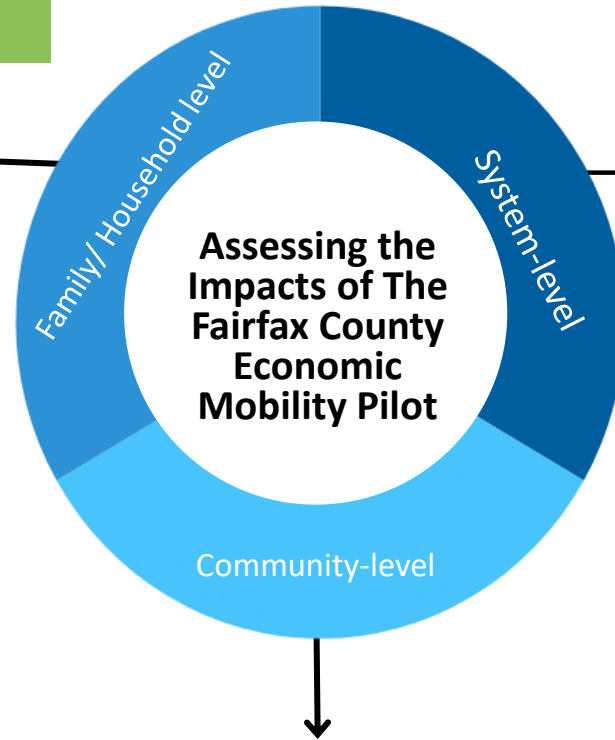 Family/ Household level
System-level
Assessing the
Impacts of The
Fairfax County
Economic
Mobility Pilot
Community-level